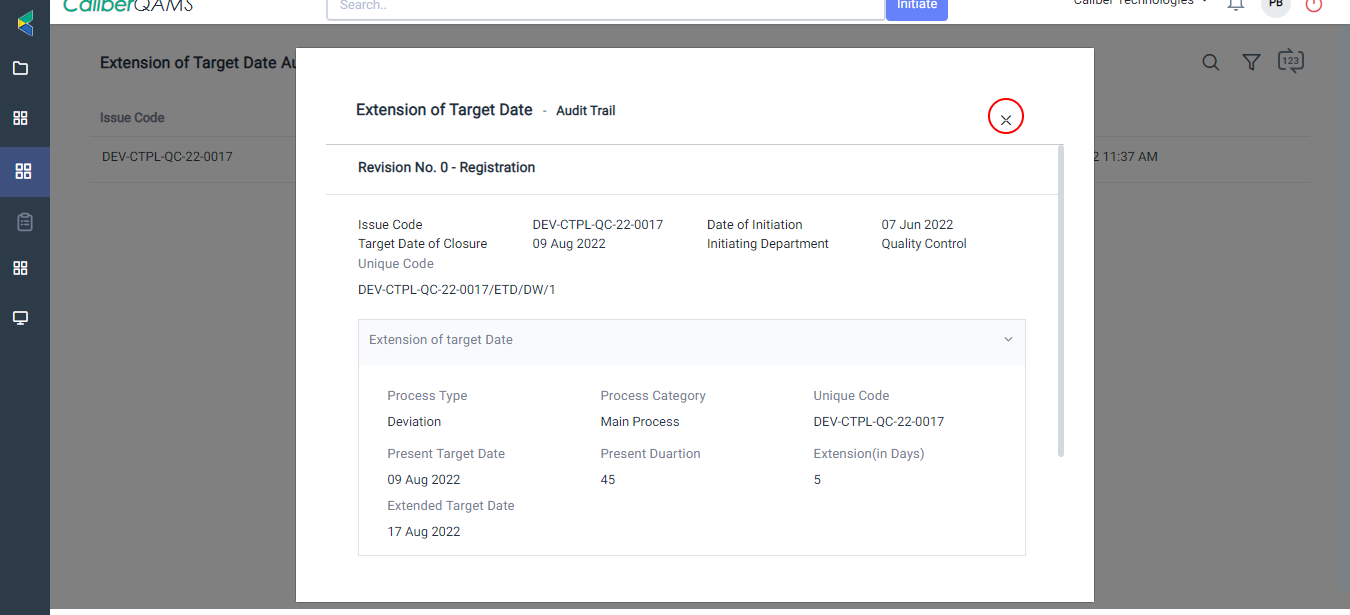 CaliberQAMS
Search..
Initiate
Caliber Technologies
PB
Extension of Target Date Au
123
Issue Code
DEV-CTPL-QC-22-0017
2 11:37 AM
Extension of Target Date - Audit Trail
Revision No. 0 - Registration
Issue Code DEV-CTPL-QC-22-0017 Date of Initiation 07 Jun 2022
Target Date of Closure 09 Aug 2022 Initiating Department Quality Control
Unique Code
DEV-CTPL-QC-22-0017/ETD/DW/1
Extension of target Date
Process Type Process Category Unique Code
Deviation Main Process DEV-CTPL-QC-22-0017
Present Target Date Present Duartion Extension(in Days)
09 Aug 2022 45 5
Extended Target Date
17 Aug 2022